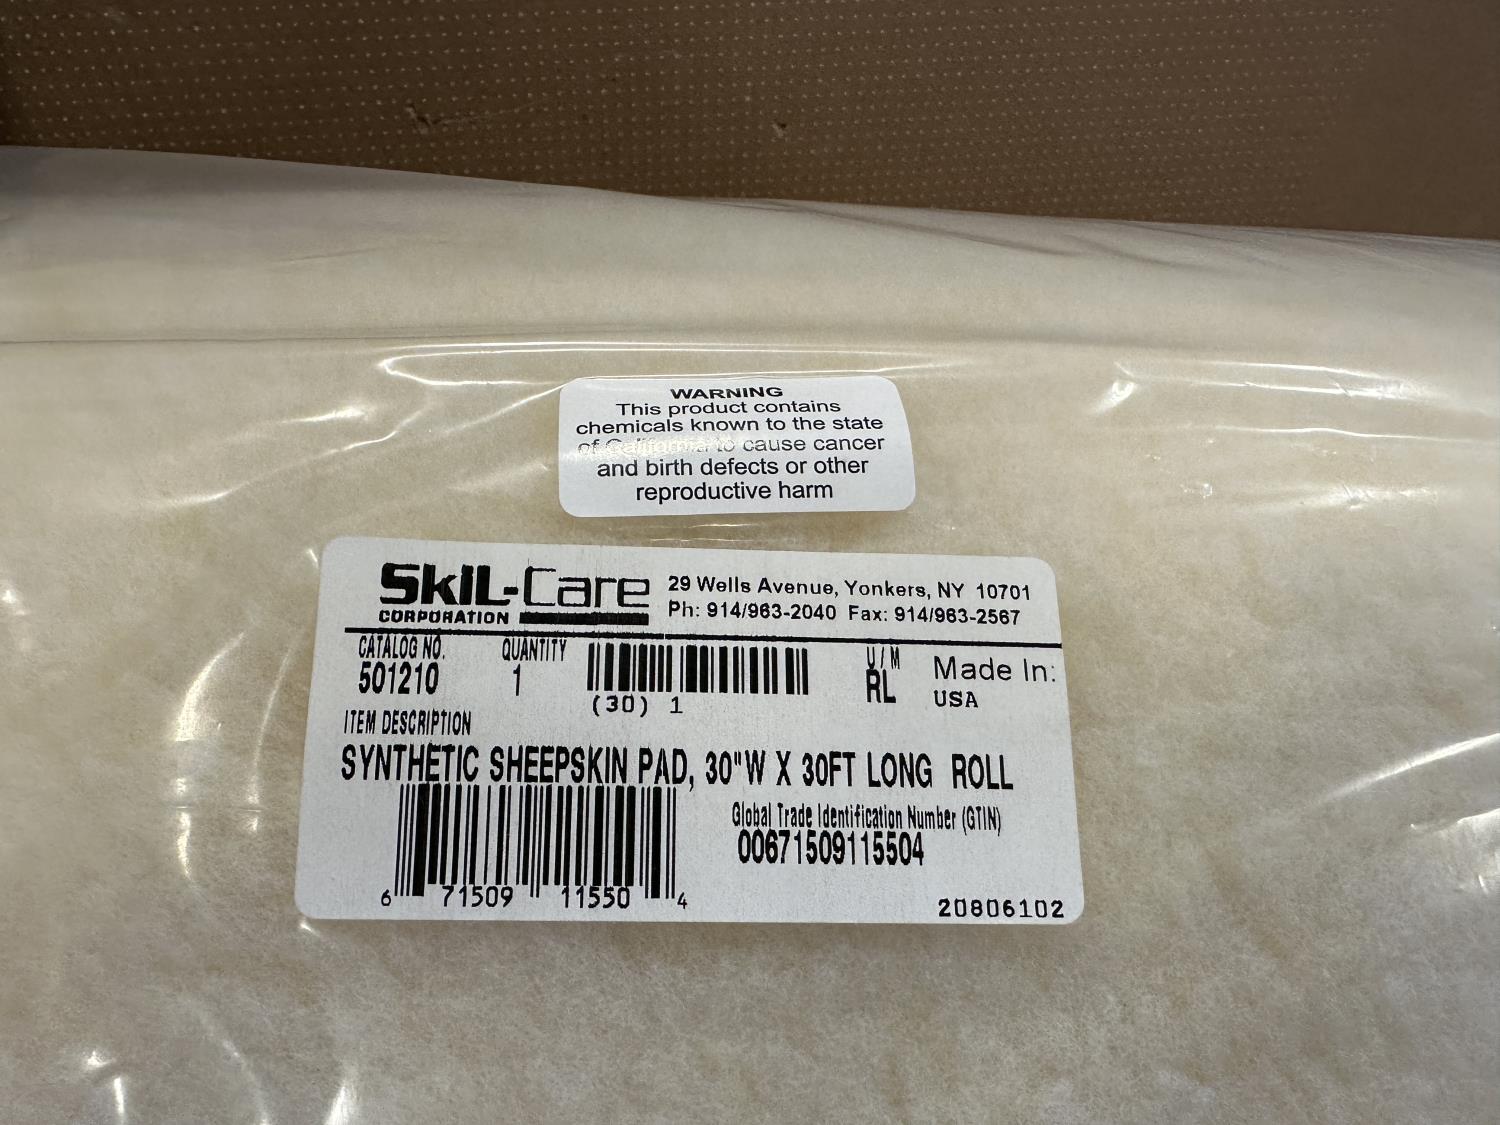 WARNING
This product contains
chemicals known to the state
of California to cause cancer
and birth defects or other
reproductive harm
SKIL-Care
CORPORATION
29 Wells Avenue, Yonkers, NY 10701
Ph: 914/963-2040 Fax: 914/963-2567
CATALOG NO. QUANTITY U/M Made In:
501210 1 RL USA
(30) 1
ITEM DESCRIPTION
SYNTHETIC SHEEPSKIN PAD, 30"W X 30FT LONG ROLL
Global Trade Identification Number (GTIN)
00671509115504
6 71509 11550 4
20806102